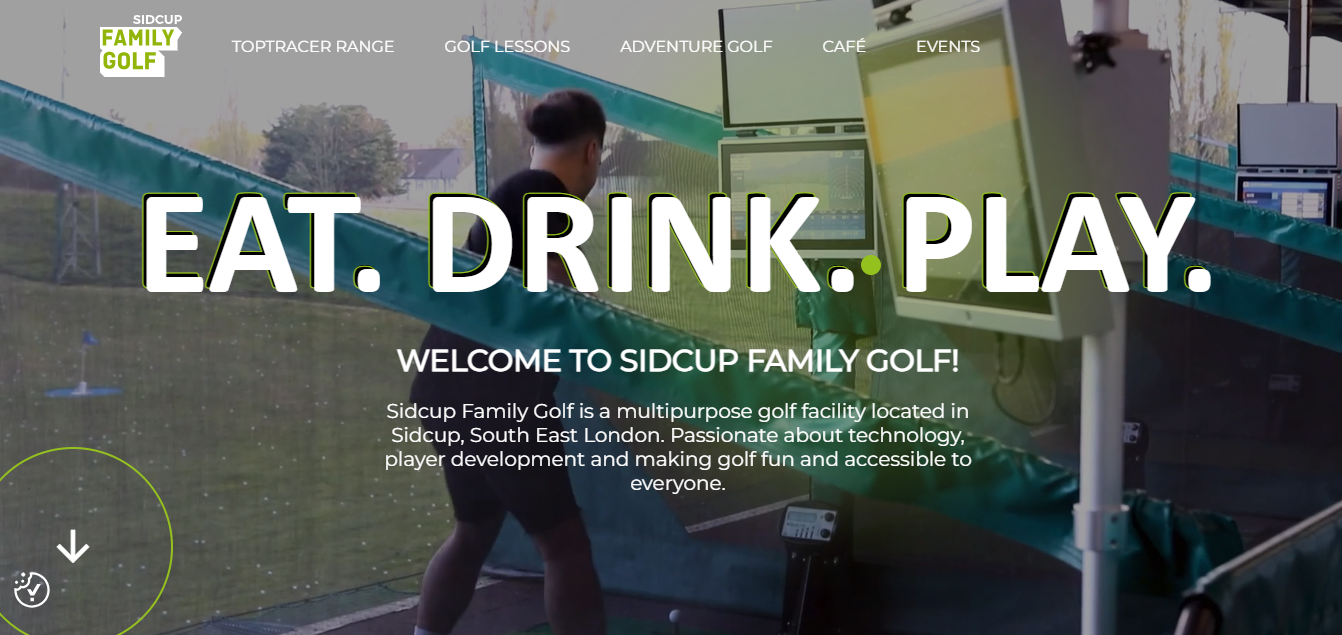 SIDCUP
FAMILY
GOLF
TOPTRACER RANGE
GOLF LESSONS
ADVENTURE GOLF
CAFÉ
EVENTS
EAT. DRINK. PLAY.
WELCOME TO SIDCUP FAMILY GOLF!
Sidcup Family Golf is a multipurpose golf facility located in
Sidcup, South East London. Passionate about technology,
player development and making golf fun and accessible to
everyone.